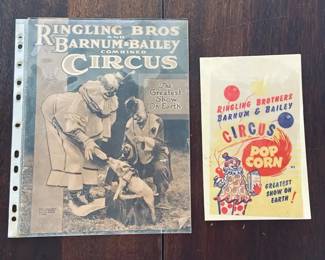 RINGLING BROS
AND
BARNUM & BAILEY
COMBINED
CIRCUS
The
Greatest
Show
On Earth
RINGLING BROTHERS
BARNUM & BAILEY
CIRCUS
POP
CORN
GREATEST
SHOW ON
EARTH!